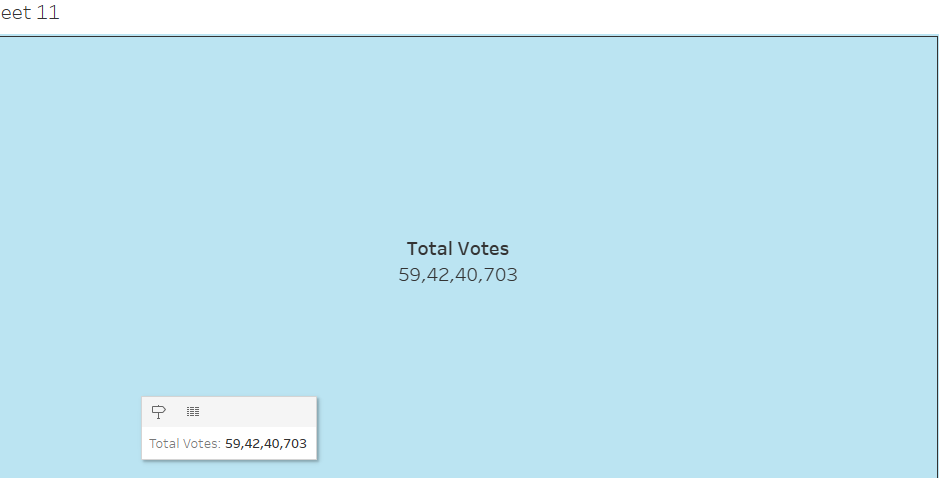 eet 11
Total Votes
59,42,40,703
Total Votes: 59,42,40,703